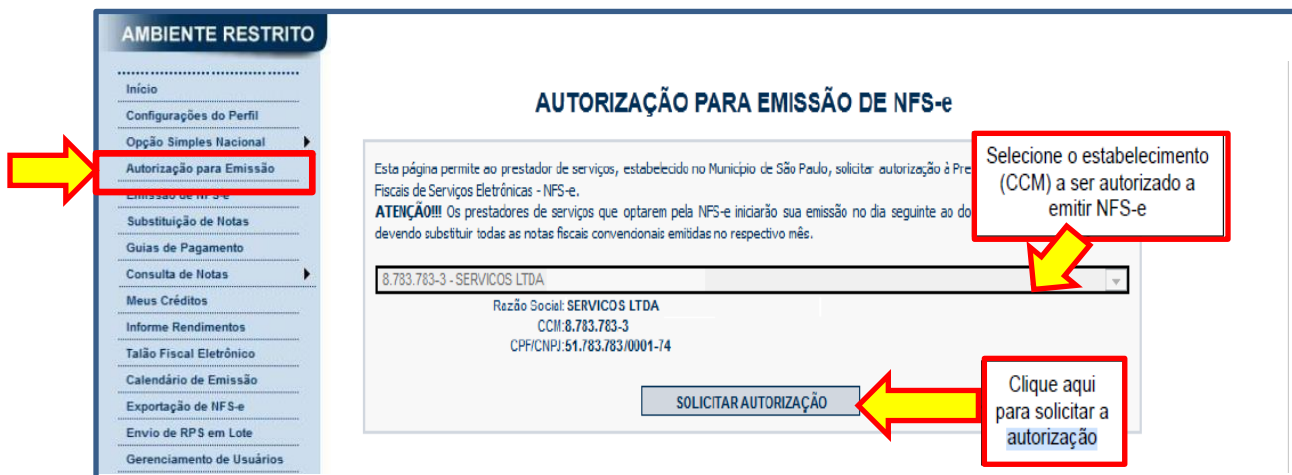 AMBIENTE RESTRITO
Início
Configurações do Perfil
Opção Simples Nacional
Autorização para Emissão
Emissão de NFS-e
Substituição de Notas
Guias de Pagamento
Consulta de Notas
Meus Créditos
Informe Rendimentos
Talão Fiscal Eletrônico
Calendário de Emissão
Exportação de NFS-e
Envio de RPS em Lote
Gerenciamento de Usuários
AUTORIZAÇÃO PARA EMISSÃO DE NFS-e
Esta página permite ao prestador de serviços, estabelecido no Município de São Paulo, solicitar autorização à Pre
Fiscais de Serviços Eletrônicas - NFS-e.
ATENÇÃO!!! Os prestadores de serviços que optarem pela NFS-e iniciarão sua emissão no dia seguinte ao do
devendo substituir todas as notas fiscais convencionais emitidas no respectivo mês.
8.783.783-3 - SERVICOS LTDA
Razão Social: SERVICOS LTDA
CCM:8.783.783-3
CPF/CNPJ:51.783.783/0001-74
SOLICITAR AUTORIZAÇÃO
Selecione o estabelecimento
(CCM) a ser autorizado a
emitir NFS-e
Clique aqui
para solicitar a
autorização